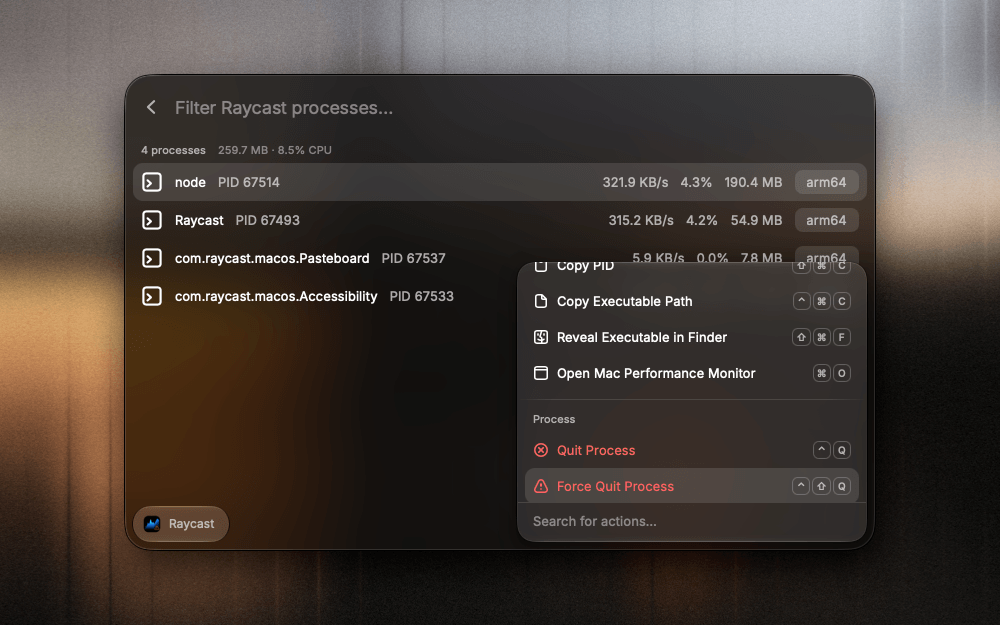 Filter Raycast processes...
4 processes 259.7 MB · 8.5% CPU
node PID 67514 321.9 KB/s 4.3% 190.4 MB arm64
Raycast PID 67493 315.2 KB/s 4.2% 54.9 MB arm64
com.raycast.macos.Pasteboard PID 67537 5.9 KB/s 0.0% 7.8 MB arm64
com.raycast.macos.Accessibility PID 67533
Copy PID ⇧ ⌘ C
Copy Executable Path ^ ⌘ C
Reveal Executable in Finder ⇧ ⌘ F
Open Mac Performance Monitor ⌘ O
Process
Quit Process ^ Q
Force Quit Process ^ ⇧ Q
Search for actions...
Raycast